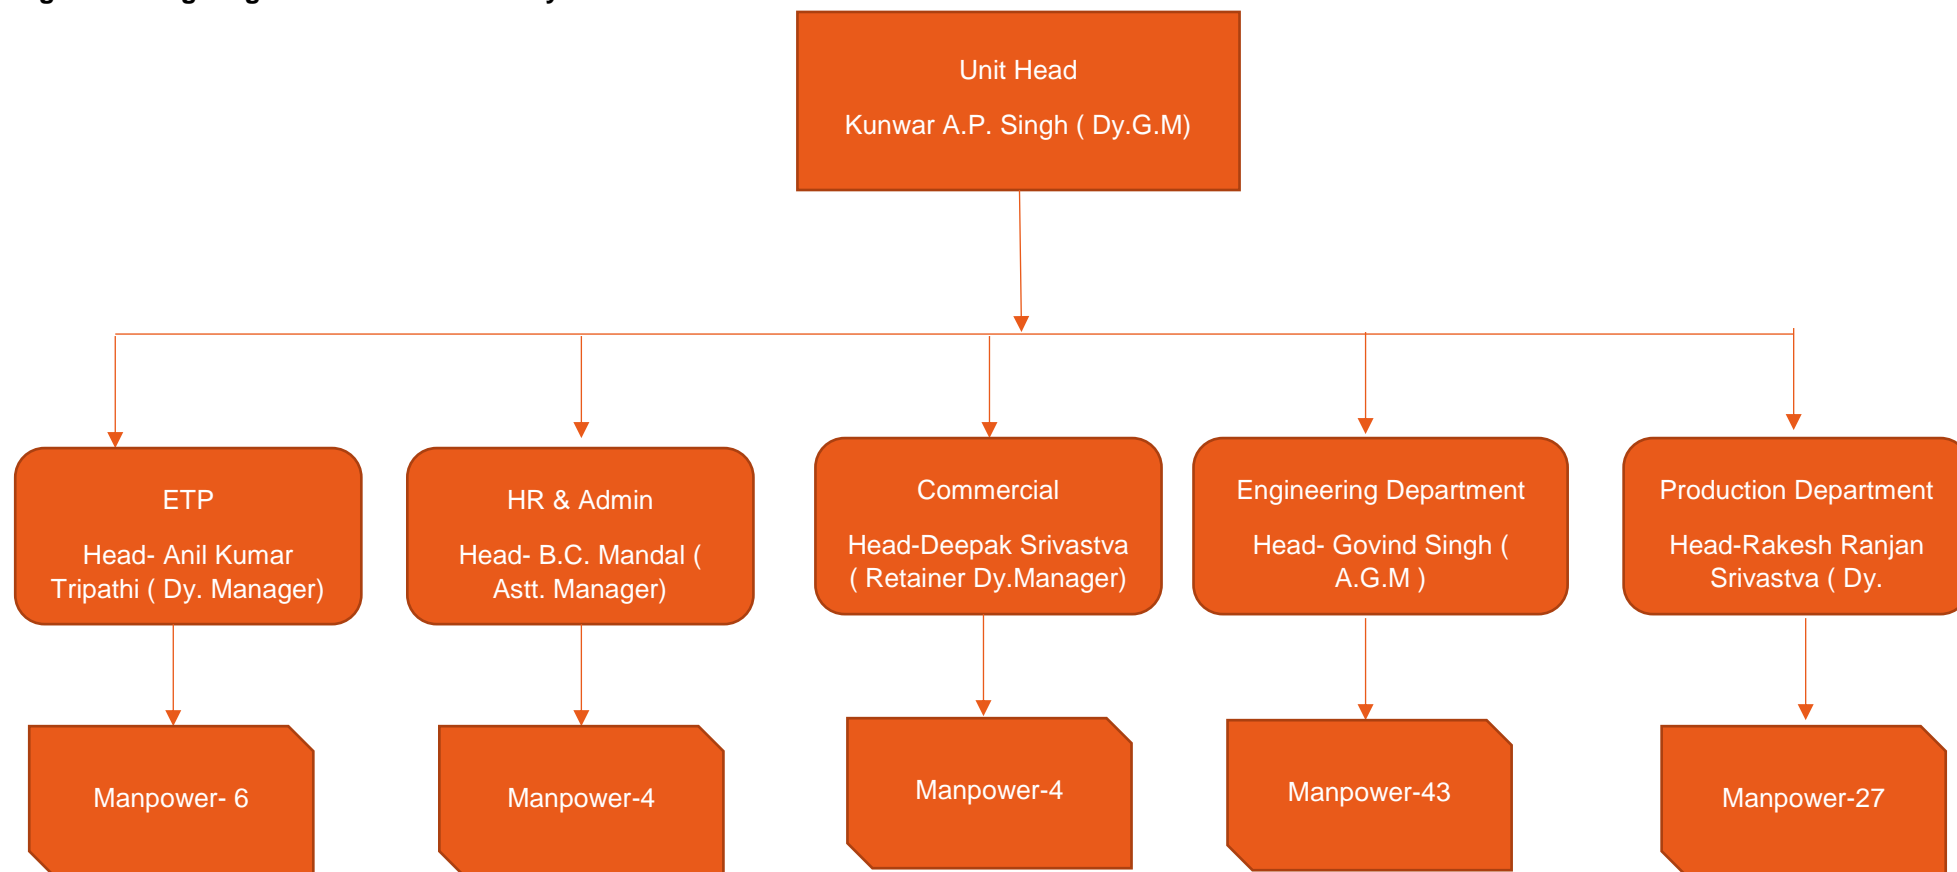 Unit Head
Kunwar A.P. Singh ( Dy.G.M)
ETP
Head- Anil Kumar
Tripathi ( Dy. Manager)
HR & Admin
Head- B.C. Mandal (
Astt. Manager)
Commercial
Head-Deepak Srivastva
( Retainer Dy.Manager)
Engineering Department
Head- Govind Singh (
A.G.M )
Production Department
Head-Rakesh Ranjan
Srivastva ( Dy.
Manpower- 6
Manpower-4
Manpower-4
Manpower-43
Manpower-27